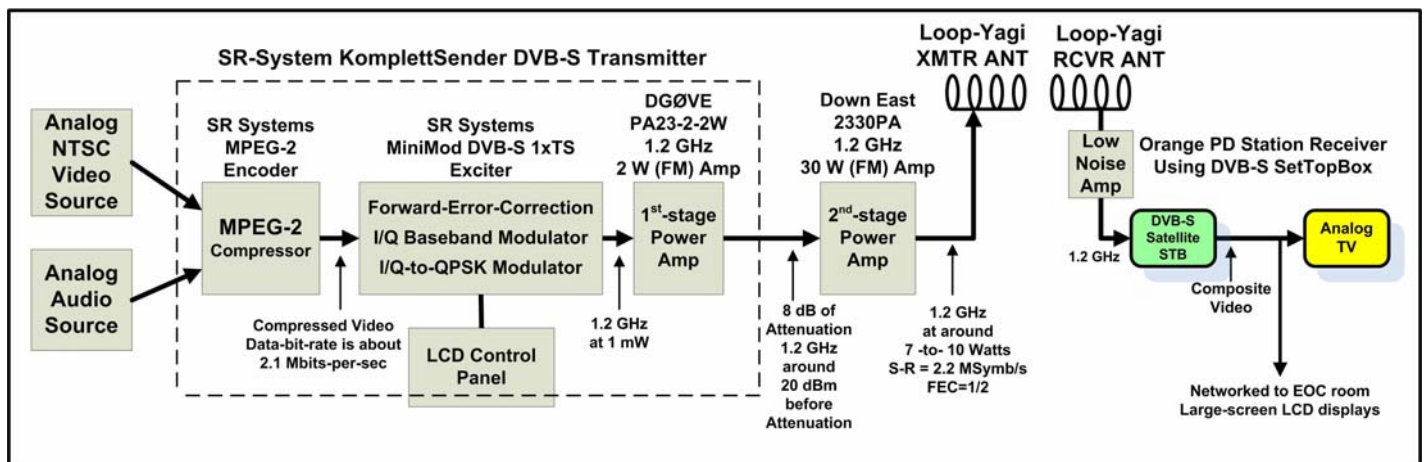 SR-System KomplettSender DVB-S Transmitter
Loop-Yagi
XMTR ANT
Loop-Yagi
RCVR ANT
Analog
NTSC
Video
Source
Analog
Audio
Source
SR Systems
MPEG-2
Encoder
MPEG-2
Compressor
Compressed Video
Data-bit-rate is about
2.1 Mbits-per-sec
SR Systems
MiniMod DVB-S 1xTS
Exciter
Forward-Error-Correction
I/Q Baseband Modulator
I/Q-to-QPSK Modulator
LCD Control
Panel
1.2 GHz
at 1 mW
DGØVE
PA23-2-2W
1.2 GHz
2 W (FM) Amp
1st-stage
Power
Amp
8 dB of
Attenuation
1.2 GHz
around
20 dBm
before
Attenuation
Down East
2330PA
1.2 GHz
30 W (FM) Amp
2nd-stage
Power
Amp
1.2 GHz
at around
7 -to- 10 Watts
S-R = 2.2 MSymb/s
FEC=1/2
Low
Noise
Amp
Orange PD Station Receiver
Using DVB-S SetTopBox
1.2 GHz
DVB-S
Satellite
STB
Composite
Video
Analog
TV
Networked to EOC room
Large-screen LCD displays